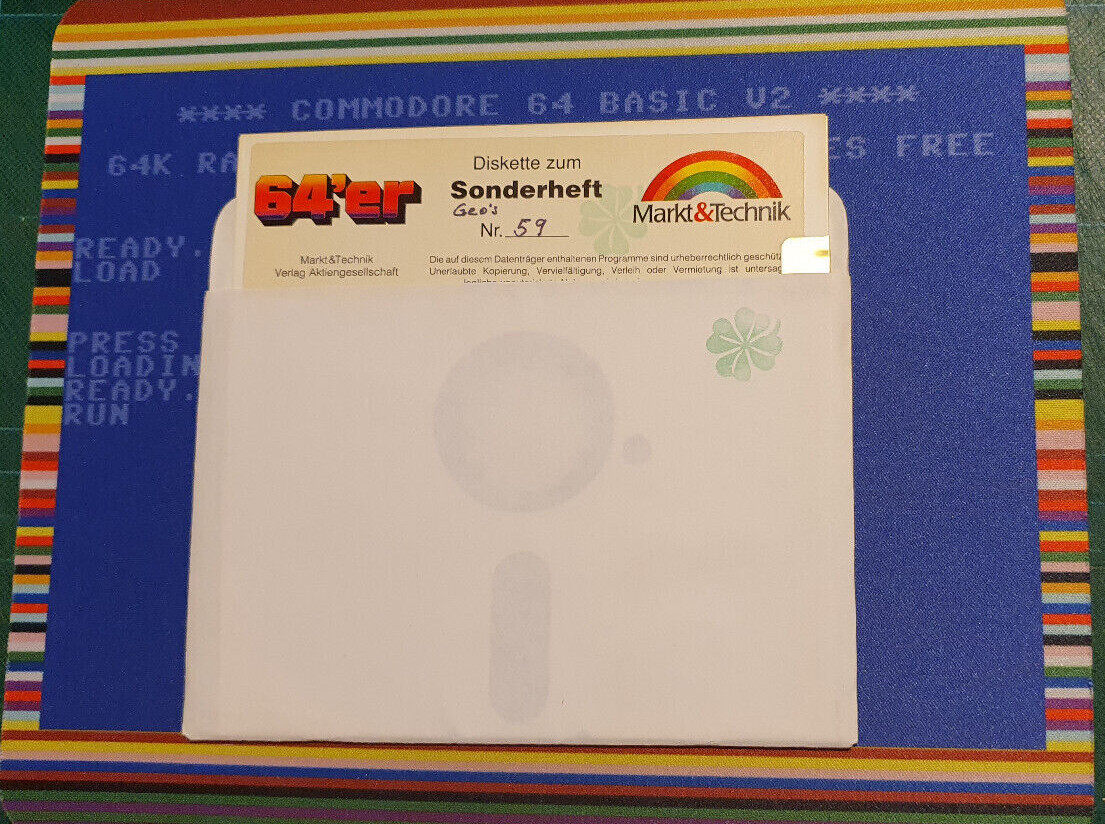 **** COMMODORE 64 BASIC V2 ****
64K RA
ES FREE
READY.
LOAD
PRESS
LOADIN
READY.
RUN
64'er
Diskette zum
Sonderheft
Geo's
Nr. 59
Markt&Technik
Markt&Technik
Verlag Aktiengesellschaft
Die auf diesem Datenträger enthaltenen Programme sind urheberrechtlich geschütz
Unerlaubte Kopierung, Vervielfältigung, Verleih oder Vermietung ist untersag